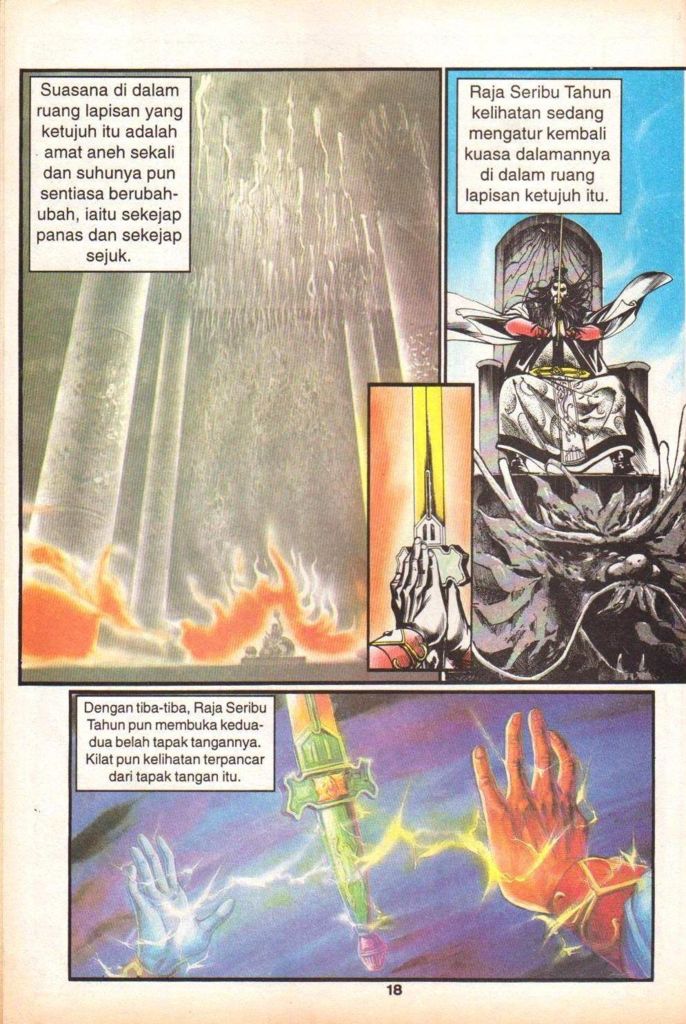 Suasana di dalam
ruang lapisan yang
ketujuh itu adalah
amat aneh sekali
dan suhunya pun
sentiasa berubah-
ubah, iaitu sekejap
panas dan sekejap
sejuk.
Raja Seribu Tahun
kelihatan sedang
mengatur kembali
kuasa dalamannya
di dalam ruang
lapisan ketujuh itu.
Dengan tiba-tiba, Raja Seribu
Tahun pun membuka kedua-
dua belah tapak tangannya.
Kilat pun kelihatan terpancar
dari tapak tangan itu.
18